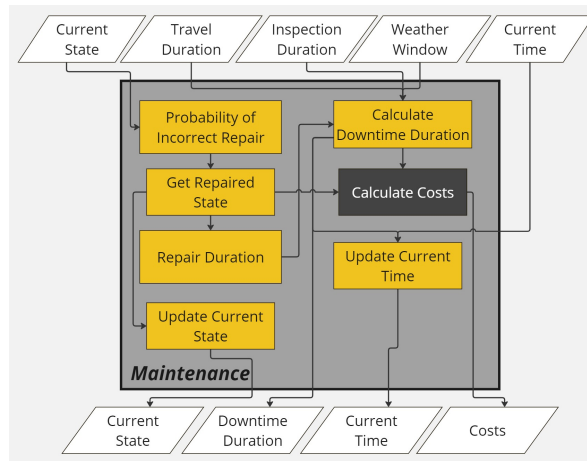 Current
State
Travel
Duration
Inspection
Duration
Weather
Window
Current
Time
Probability of
Incorrect Repair
Calculate
Downtime Duration
Get Repaired
State
Calculate Costs
Repair Duration
Update Current
Time
Update Current
State
Maintenance
Current
State
Downtime
Duration
Current
Time
Costs